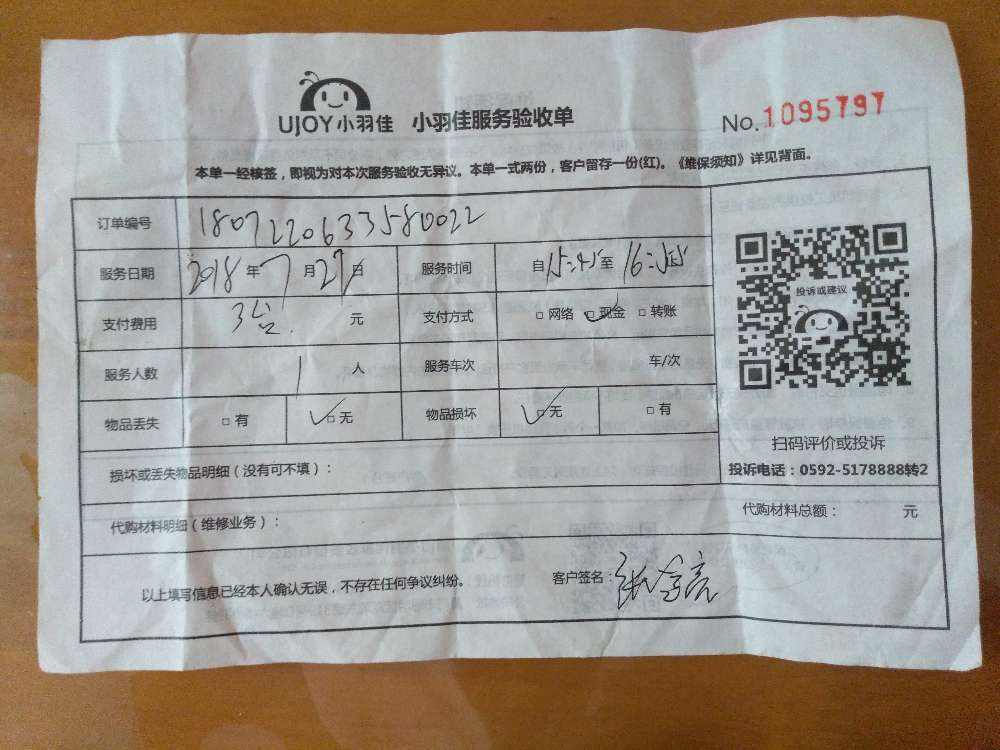 UJOY小羽佳 小羽佳服务验收单 No.1095797
本单一经核签，即视为对本次服务验收无异议。本单一式两份，客户留存一份(红)。《维保须知》详见背面。
订单编号 1807220633580022
服务日期 2018年7月27日 服务时间 自15:45至16:
支付费用 3台 元 支付方式 □网络 □现金 □转账
服务人数 1 人 服务车次 车/次
物品丢失 □有 □无 物品损坏 □无 □有
投诉或建议
扫码评价或投诉
投诉电话：0592-5178888转2
损坏或丢失物品明细（没有可不填）：
代购材料明细（维修业务）： 代购材料总额： 元
以上填写信息已经本人确认无误，不存在任何争议纠纷。 客户签名：